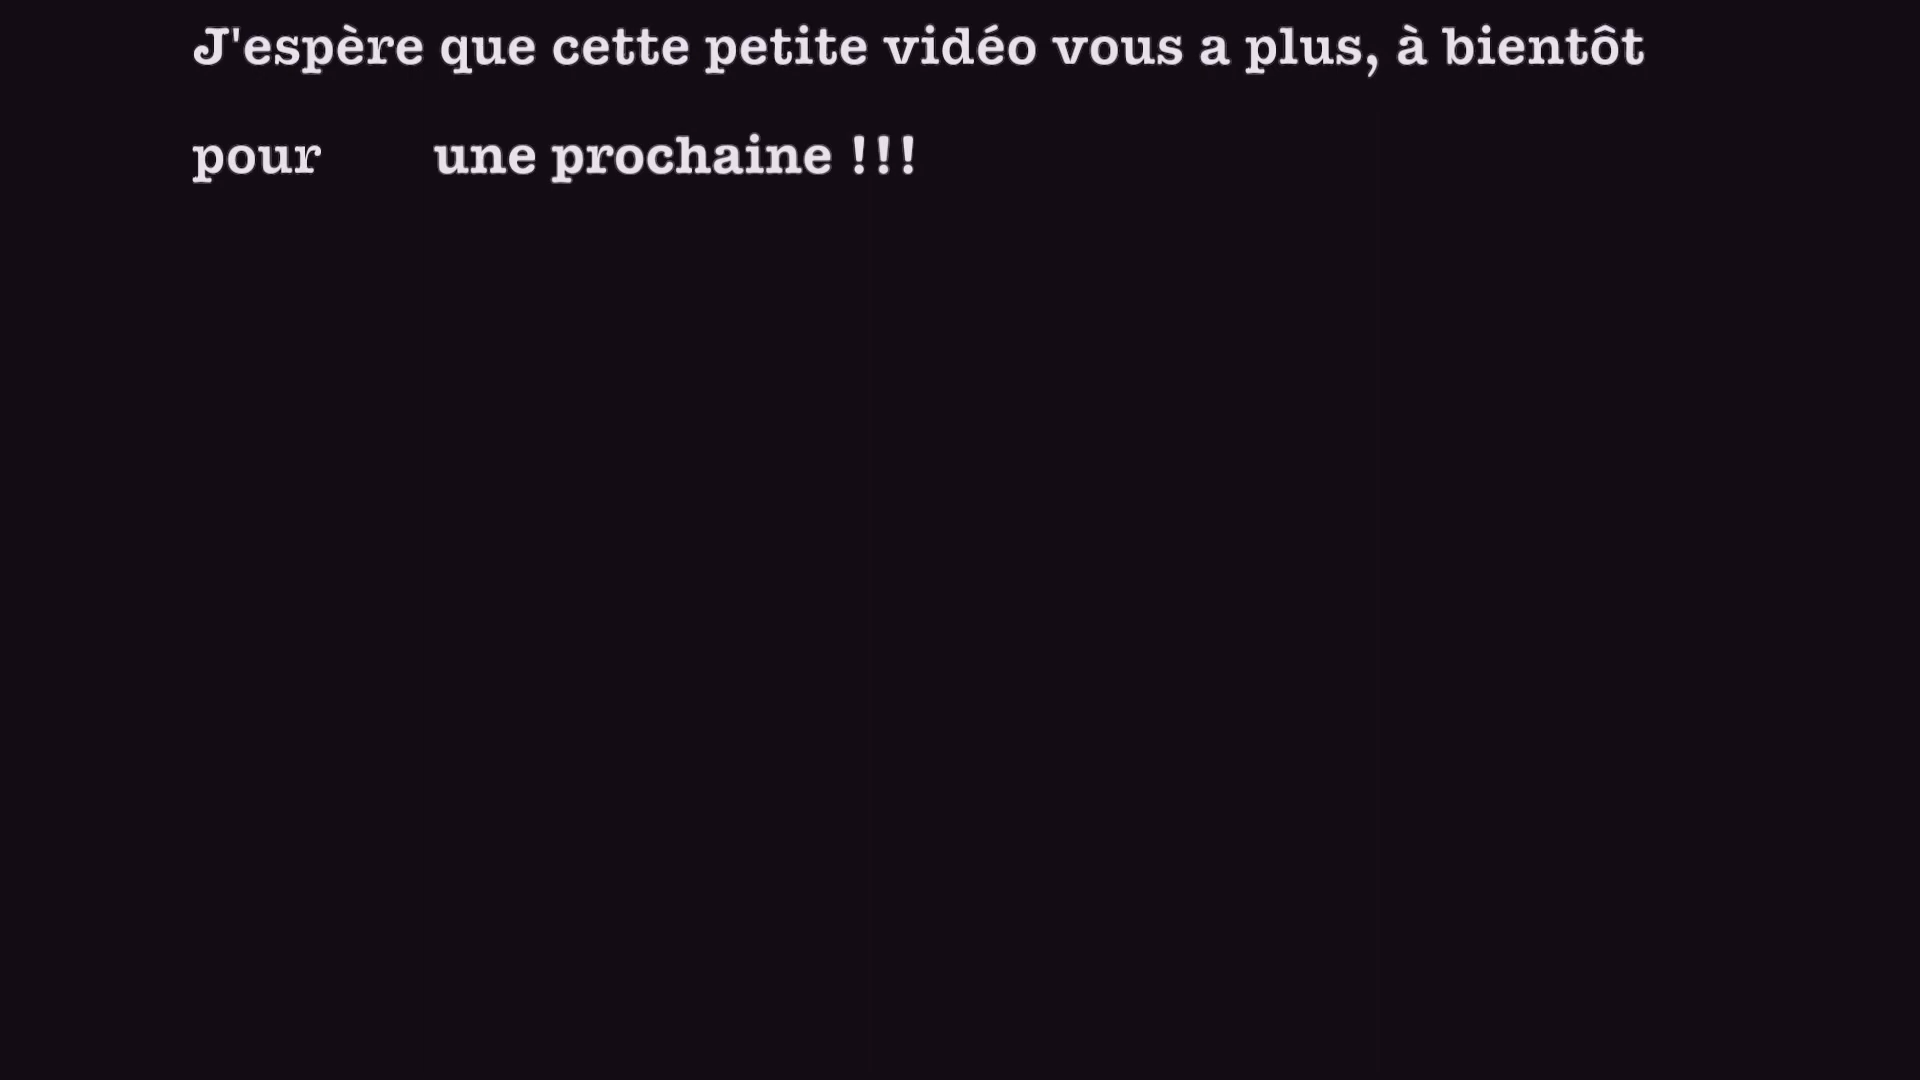 J'espère que cette petite vidéo vous a plus, à bientôt
pour une prochaine !!!